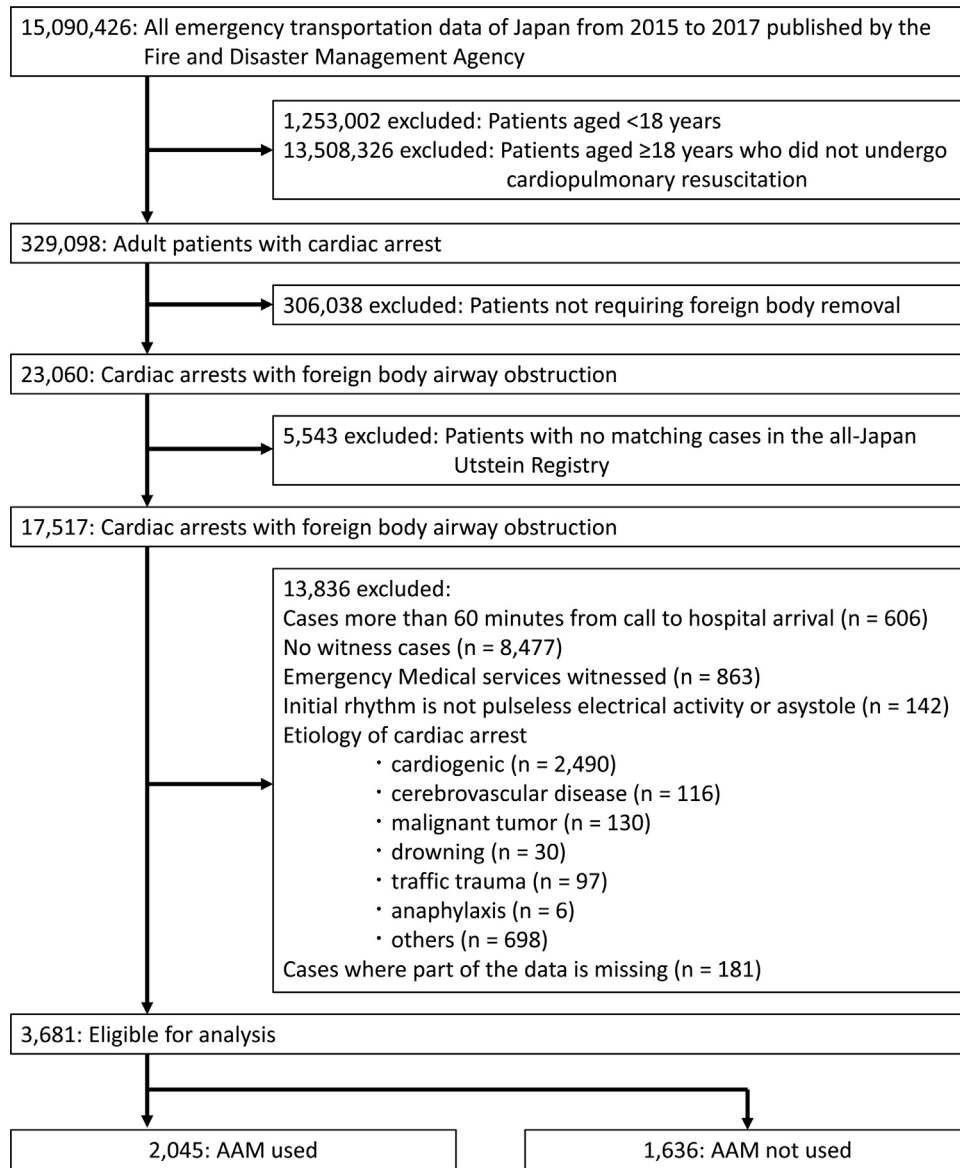 15,090,426: All emergency transportation data of Japan from 2015 to 2017 published by the
Fire and Disaster Management Agency
1,253,002 excluded: Patients aged <18 years
13,508,326 excluded: Patients aged ≥18 years who did not undergo
cardiopulmonary resuscitation
329,098: Adult patients with cardiac arrest
306,038 excluded: Patients not requiring foreign body removal
23,060: Cardiac arrests with foreign body airway obstruction
5,543 excluded: Patients with no matching cases in the all-Japan
Utstein Registry
17,517: Cardiac arrests with foreign body airway obstruction
13,836 excluded:
Cases more than 60 minutes from call to hospital arrival (n = 606)
No witness cases (n = 8,477)
Emergency Medical services witnessed (n = 863)
Initial rhythm is not pulseless electrical activity or asystole (n = 142)
Etiology of cardiac arrest
・cardiogenic (n = 2,490)
・cerebrovascular disease (n = 116)
・malignant tumor (n = 130)
・drowning (n = 30)
・traffic trauma (n = 97)
・anaphylaxis (n = 6)
・others (n = 698)
Cases where part of the data is missing (n = 181)
3,681: Eligible for analysis
2,045: AAM used
1,636: AAM not used